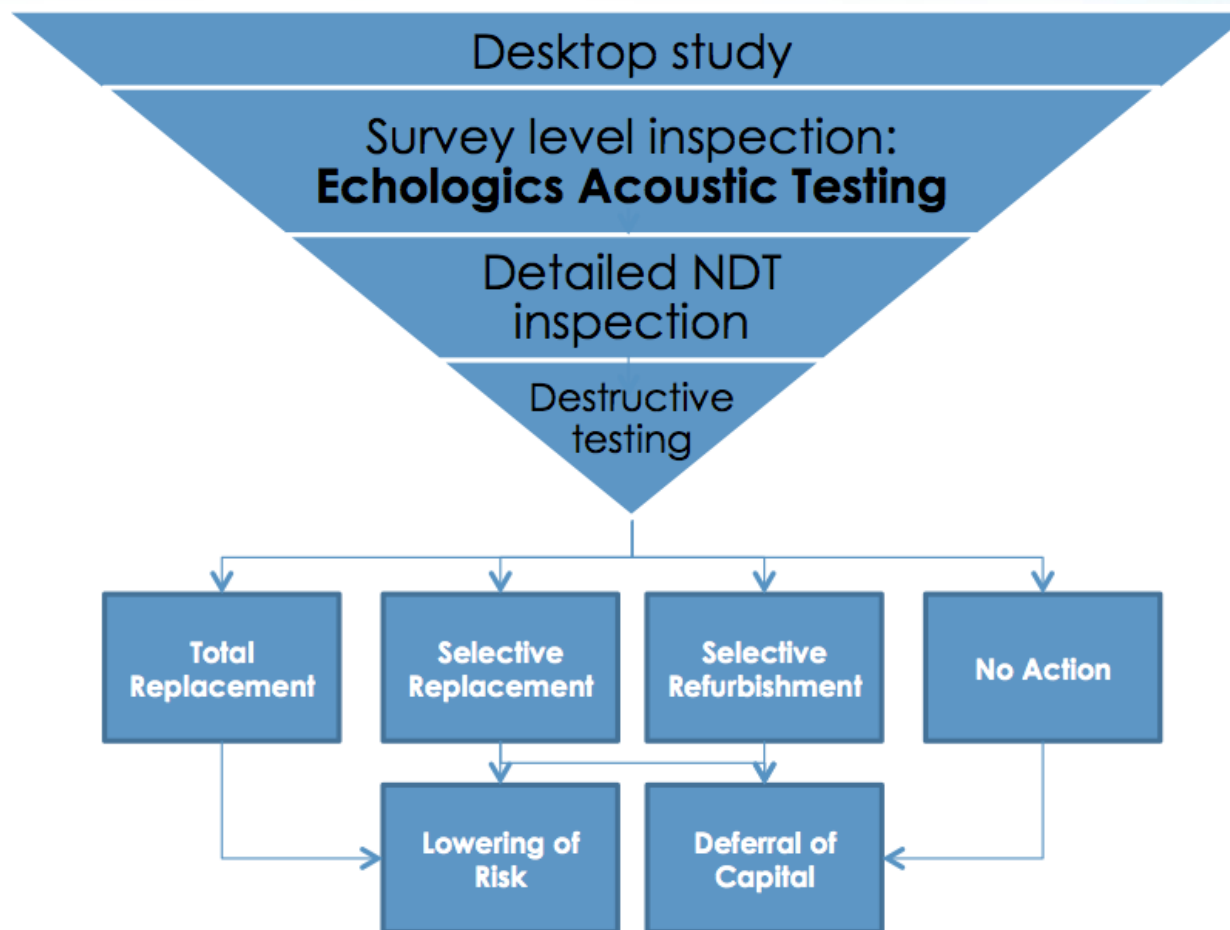 Desktop study
Survey level inspection:
Echologics Acoustic Testing
Detailed NDT
inspection
Destructive
testing
Total
Replacement
Selective
Replacement
Selective
Refurbishment
No Action
Lowering of
Risk
Deferral of
Capital